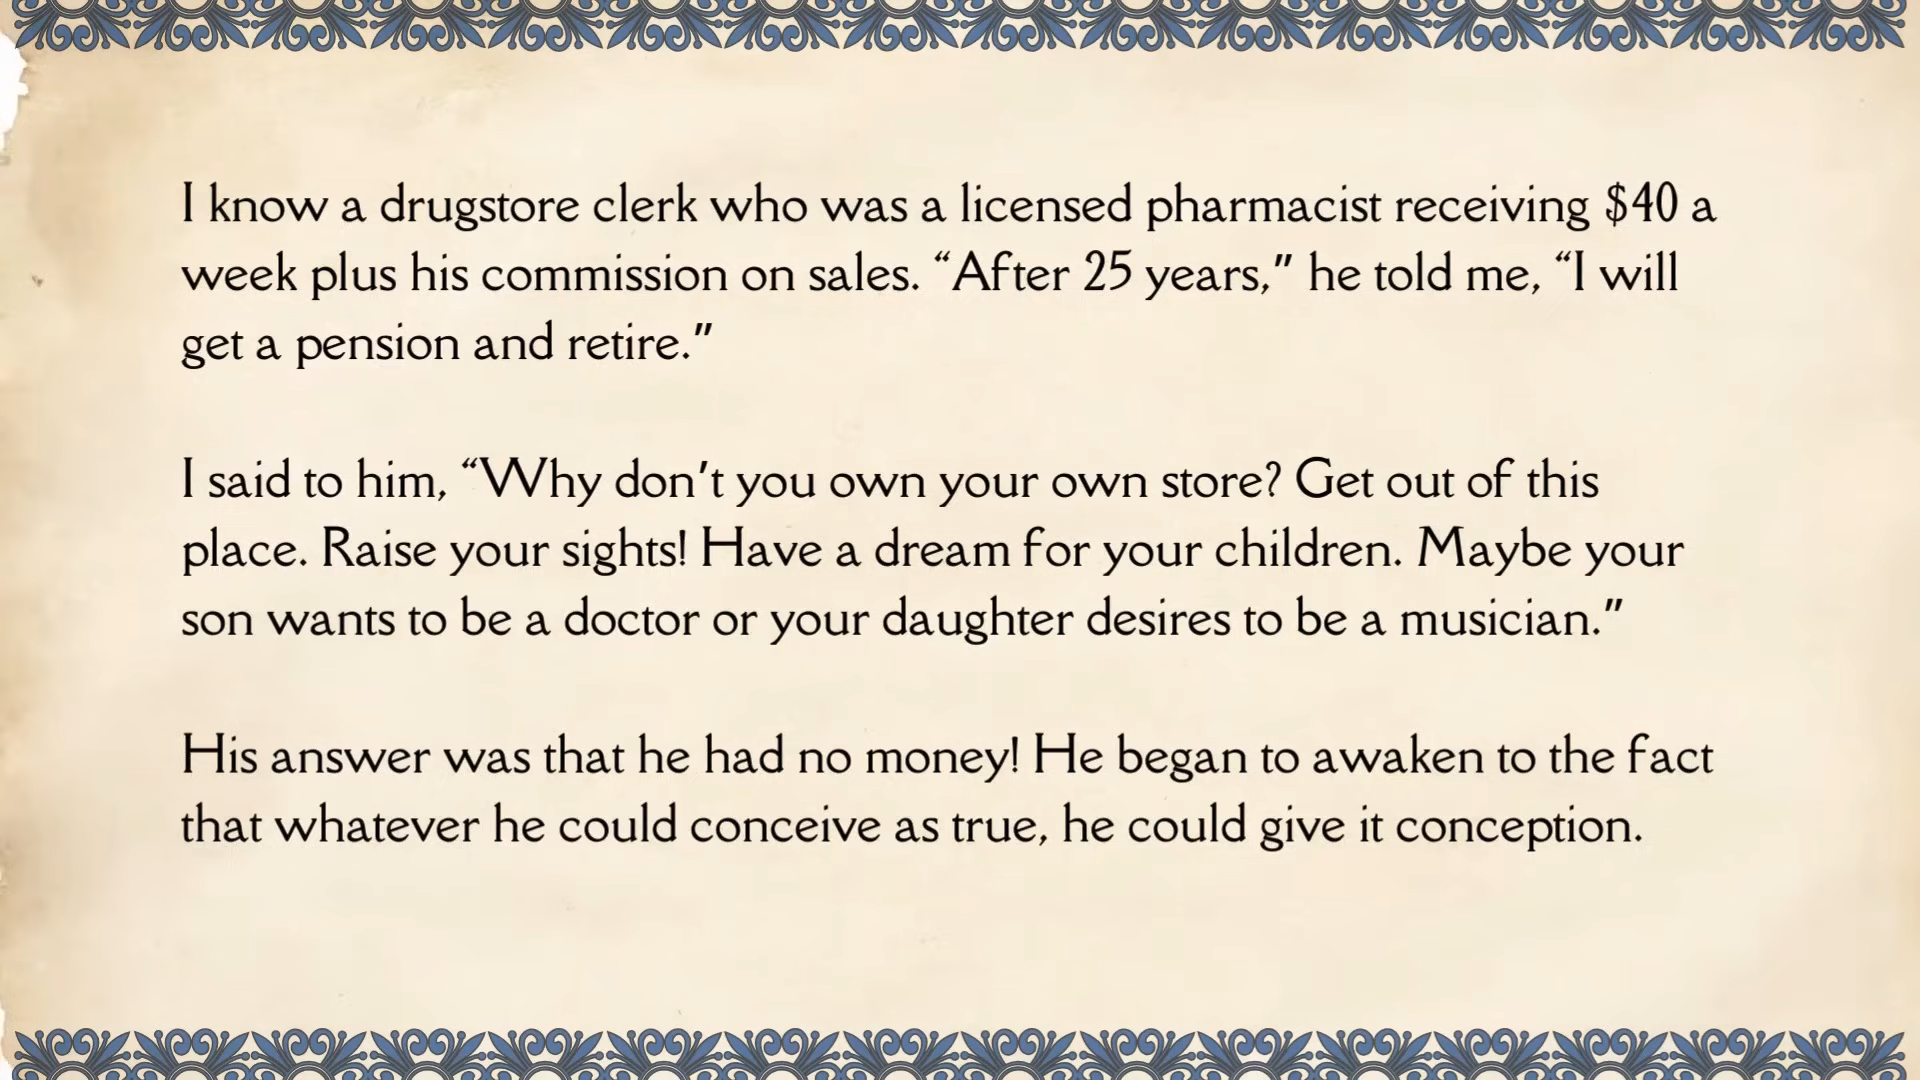 I know a drugstore clerk who was a licensed pharmacist receiving $40 a
week plus his commission on sales. “After 25 years,” he told me, “I will
get a pension and retire.”
I said to him, “Why don't you own your own store? Get out of this
place. Raise your sights! Have a dream for your children. Maybe your
son wants to be a doctor or your daughter desires to be a musician.”
His answer was that he had no money! He began to awaken to the fact
that whatever he could conceive as true, he could give it conception.